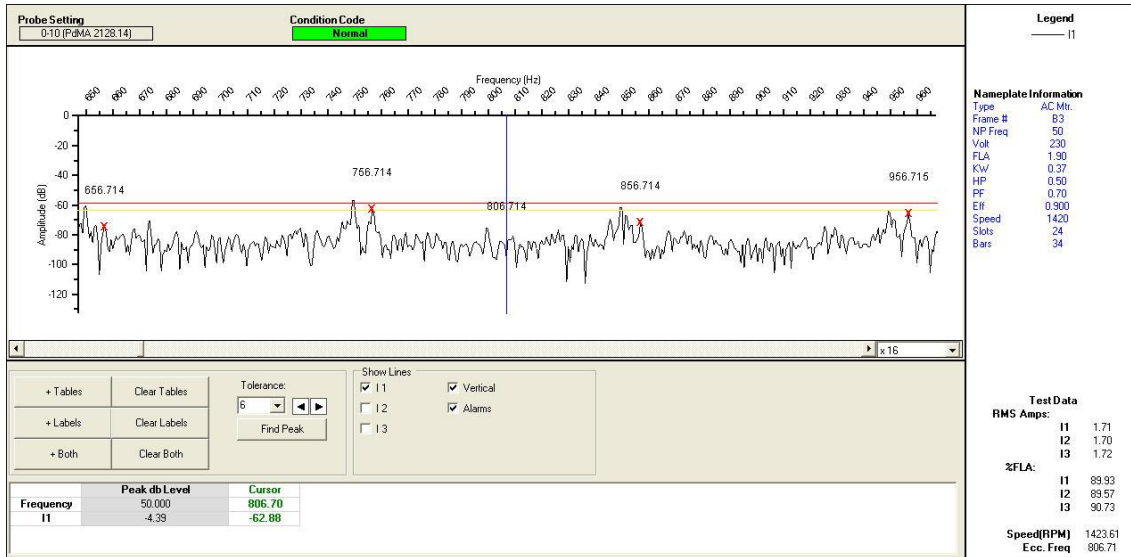 Probe Setting
0-10 (PdMA 2128.14)
Condition Code
Normal
Frequency (Hz)
650 660 670 680 690 700 710 720 730 740 750 760 770 780 790 800 810 820 830 840 850 860 870 880 890 900 910 920 930 940 950 960
Amplitude (dB)
0
-20
-40
-60
-80
-100
-120
656.714
756.714
806.714
856.714
956.715
x 16
+ Tables
Clear Tables
+ Labels
Clear Labels
+ Both
Clear Both
Tolerance:
6
Find Peak
Show Lines
I 1
I 2
I 3
Vertical
Alarms
Peak db Level Cursor
Frequency 50.000 806.70
I1 -4.39 -62.88
Legend
I1
Nameplate Information
Type AC Mtr.
Frame # B3
NP Freq 50
Volt 230
FLA 1.90
KW 0.37
HP 0.50
PF 0.70
Eff 0.900
Speed 1420
Slots 24
Bars 34
Test Data
RMS Amps:
I1 1.71
I2 1.70
I3 1.72
%FLA:
I1 89.93
I2 89.57
I3 90.73
Speed(RPM) 1423.61
Ecc. Freq 806.71